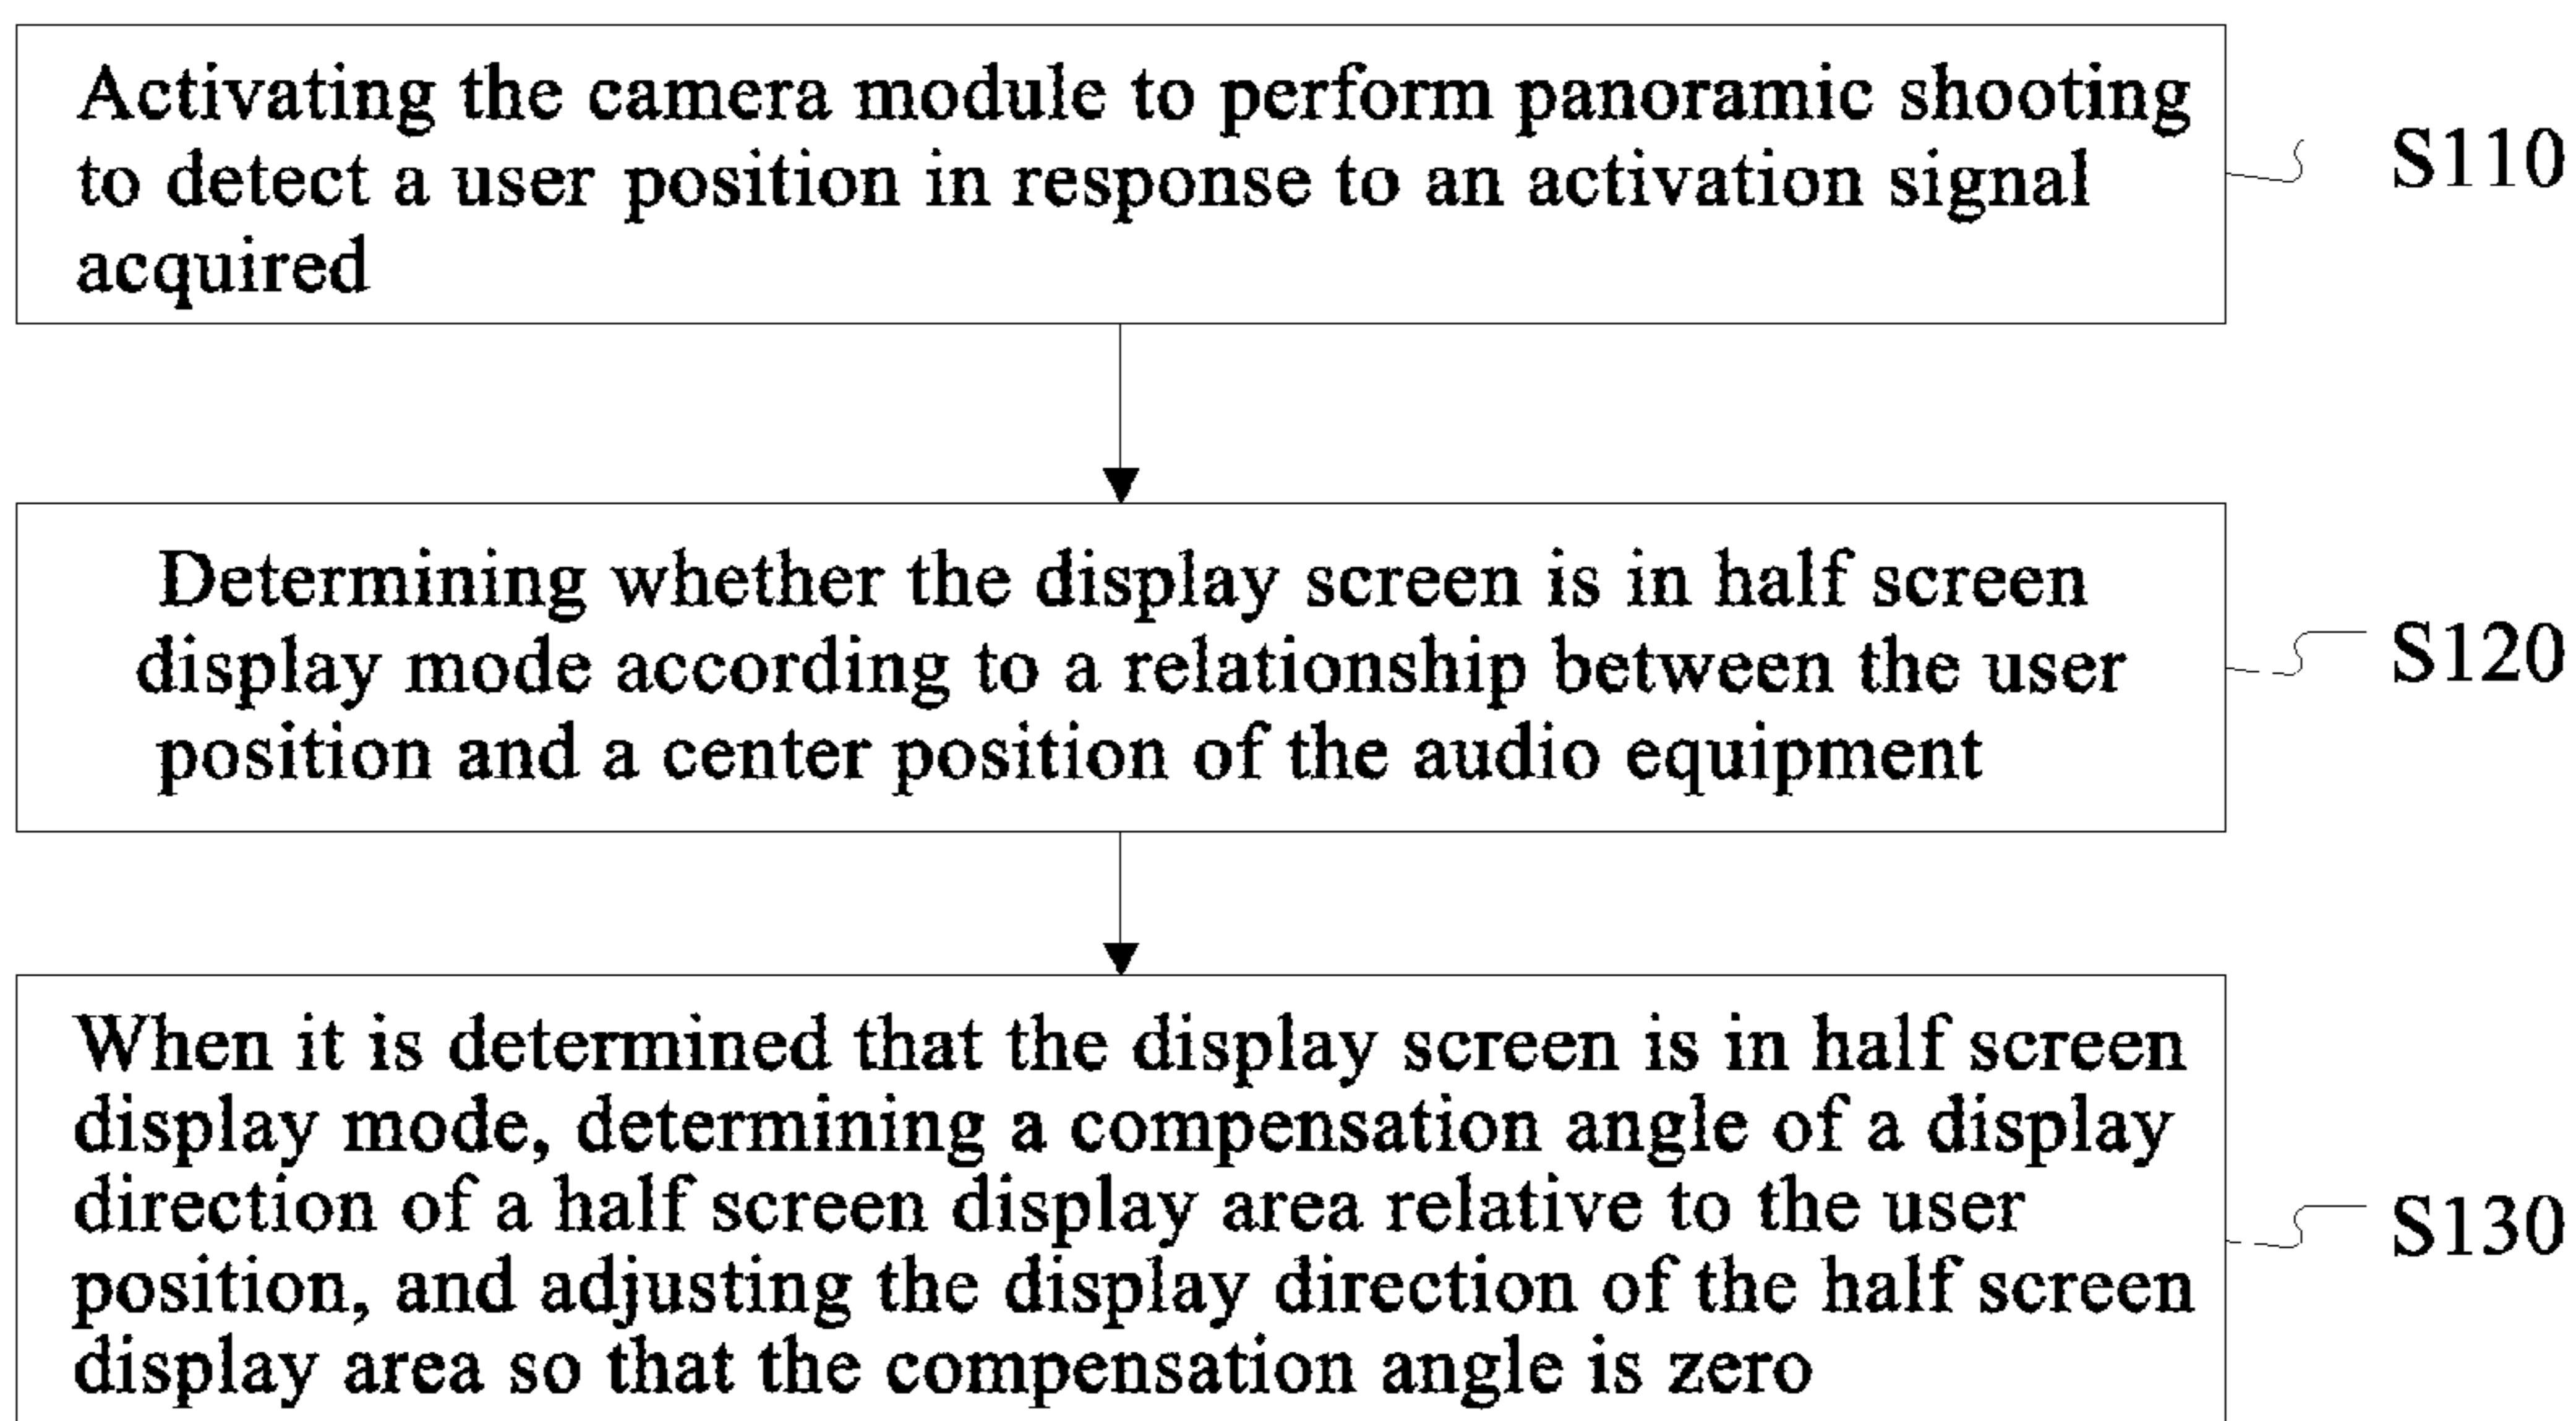 Activating the camera module to perform panoramic shooting
to detect a user position in response to an activation signal
acquired
S110
Determining whether the display screen is in half screen
display mode according to a relationship between the user
position and a center position of the audio equipment
S120
When it is determined that the display screen is in half screen
display mode, determining a compensation angle of a display
direction of a half screen display area relative to the user
position, and adjusting the display direction of the half screen
display area so that the compensation angle is zero
S130